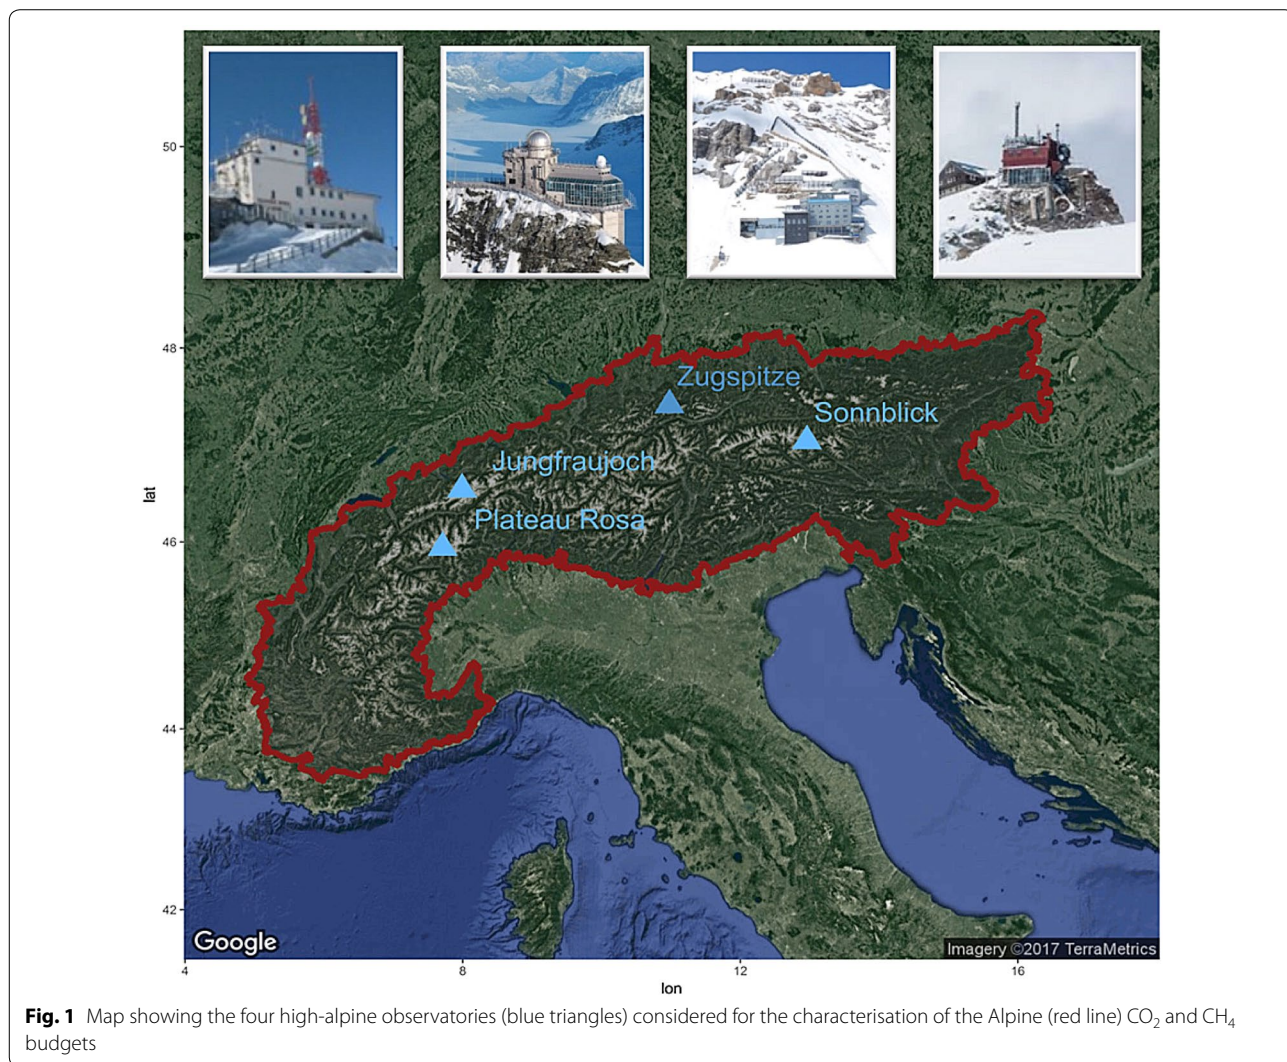 50
48
Zugspitze
Sonnblick
Jungfraujoch
lat
Plateau Rosa
46
44
42
Google
Imagery ©2017 TerraMetrics
4 8 12 16
lon
Fig. 1 Map showing the four high-alpine observatories (blue triangles) considered for the characterisation of the Alpine (red line) CO₂ and CH₄
budgets